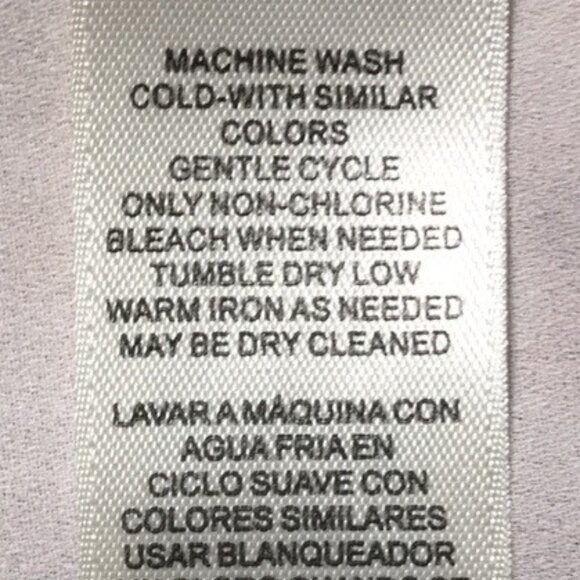 MACHINE WASH
COLD-WITH SIMILAR
COLORS
GENTLE CYCLE
ONLY NON-CHLORINE
BLEACH WHEN NEEDED
TUMBLE DRY LOW
WARM IRON AS NEEDED
MAY BE DRY CLEANED
LAVAR A MÁQUINA CON
AGUA FRIA EN
CICLO SUAVE CON
COLORES SIMILARES
USAR BLANQUEADOR